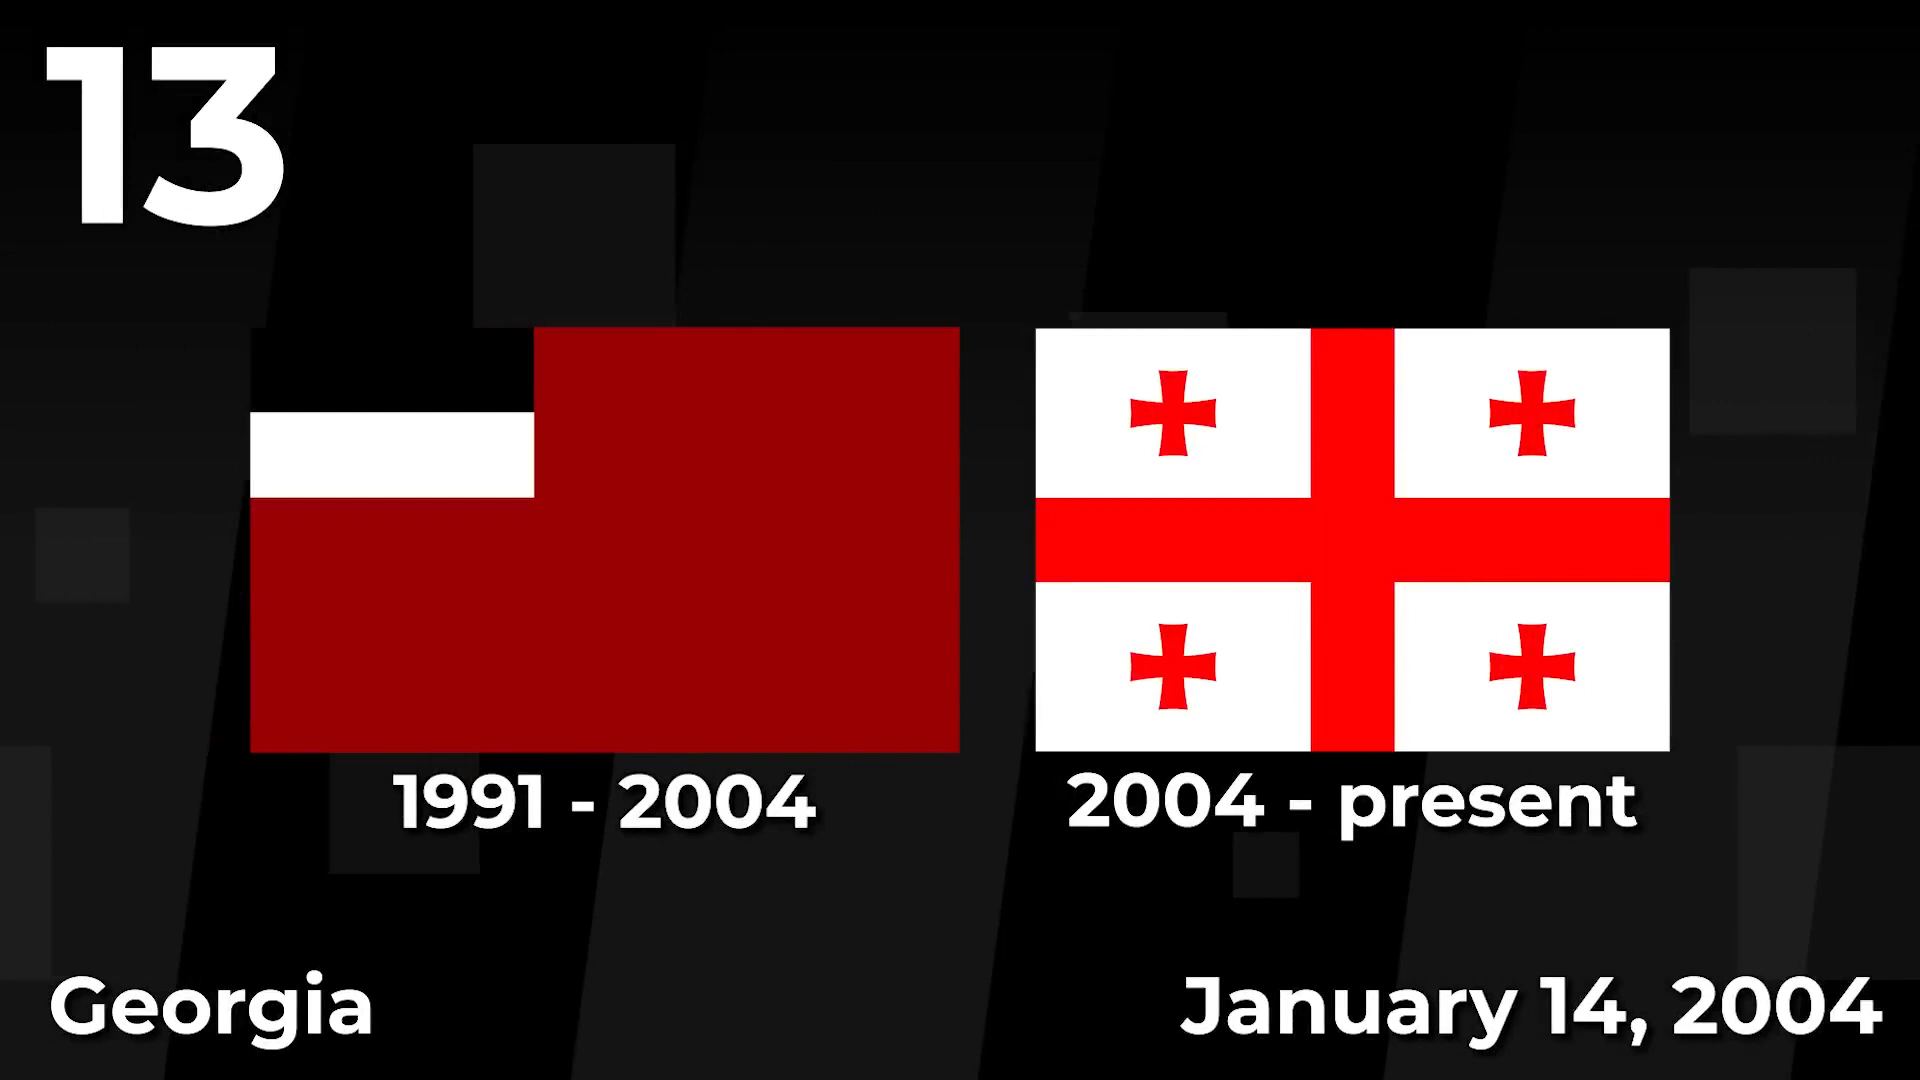 13
1991 - 2004
2004 - present
Georgia
January 14, 2004